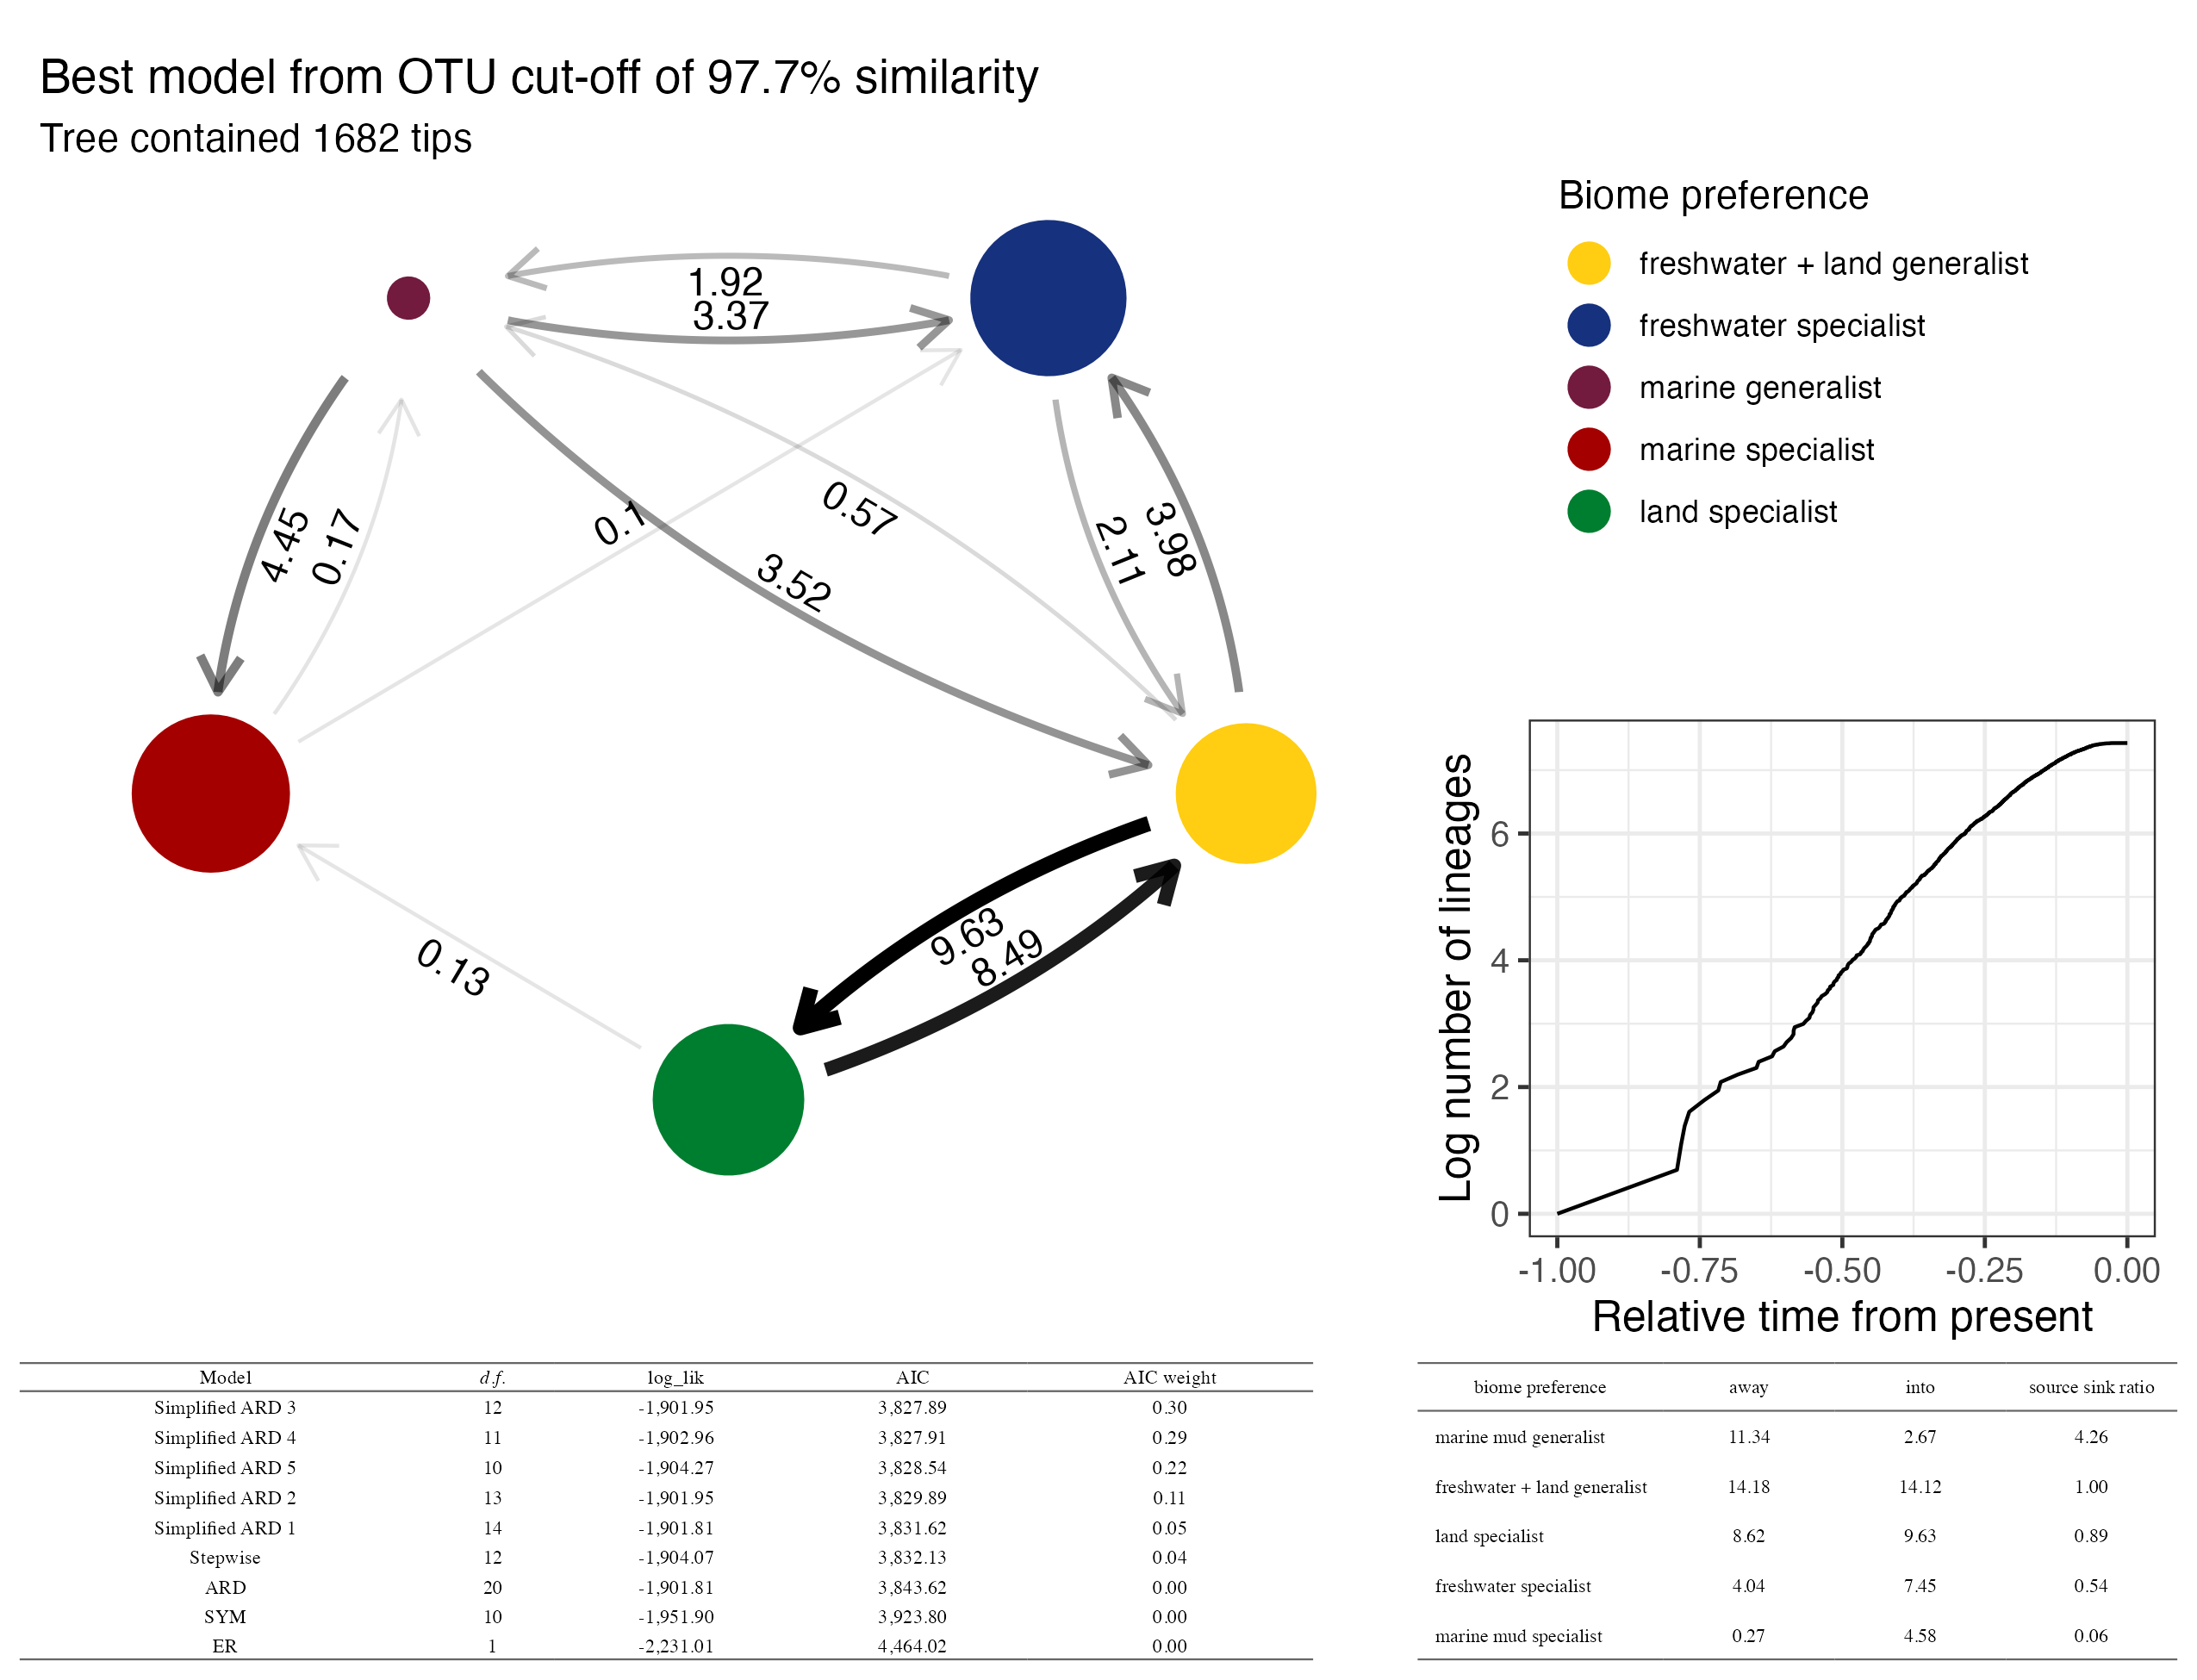 Best model from OTU cut-off of 97.7% similarity
Tree contained 1682 tips
Biome preference
freshwater + land generalist
freshwater specialist
marine generalist
marine specialist
land specialist
1.92
3.37
4.45
0.17
0.1
0.57
3.52
2.11
3.98
9.63
8.49
0.13
Log number of lineages
6
4
2
0
-1.00 -0.75 -0.50 -0.25 0.00
Relative time from present
Model d.f. log_lik AIC AIC weight
Simplified ARD 3 12 -1,901.95 3,827.89 0.30
Simplified ARD 4 11 -1,902.96 3,827.91 0.29
Simplified ARD 5 10 -1,904.27 3,828.54 0.22
Simplified ARD 2 13 -1,901.95 3,829.89 0.11
Simplified ARD 1 14 -1,901.81 3,831.62 0.05
Stepwise 12 -1,904.07 3,832.13 0.04
ARD 20 -1,901.81 3,843.62 0.00
SYM 10 -1,951.90 3,923.80 0.00
ER 1 -2,231.01 4,464.02 0.00
biome preference away into source sink ratio
marine mud generalist 11.34 2.67 4.26
freshwater + land generalist 14.18 14.12 1.00
land specialist 8.62 9.63 0.89
freshwater specialist 4.04 7.45 0.54
marine mud specialist 0.27 4.58 0.06